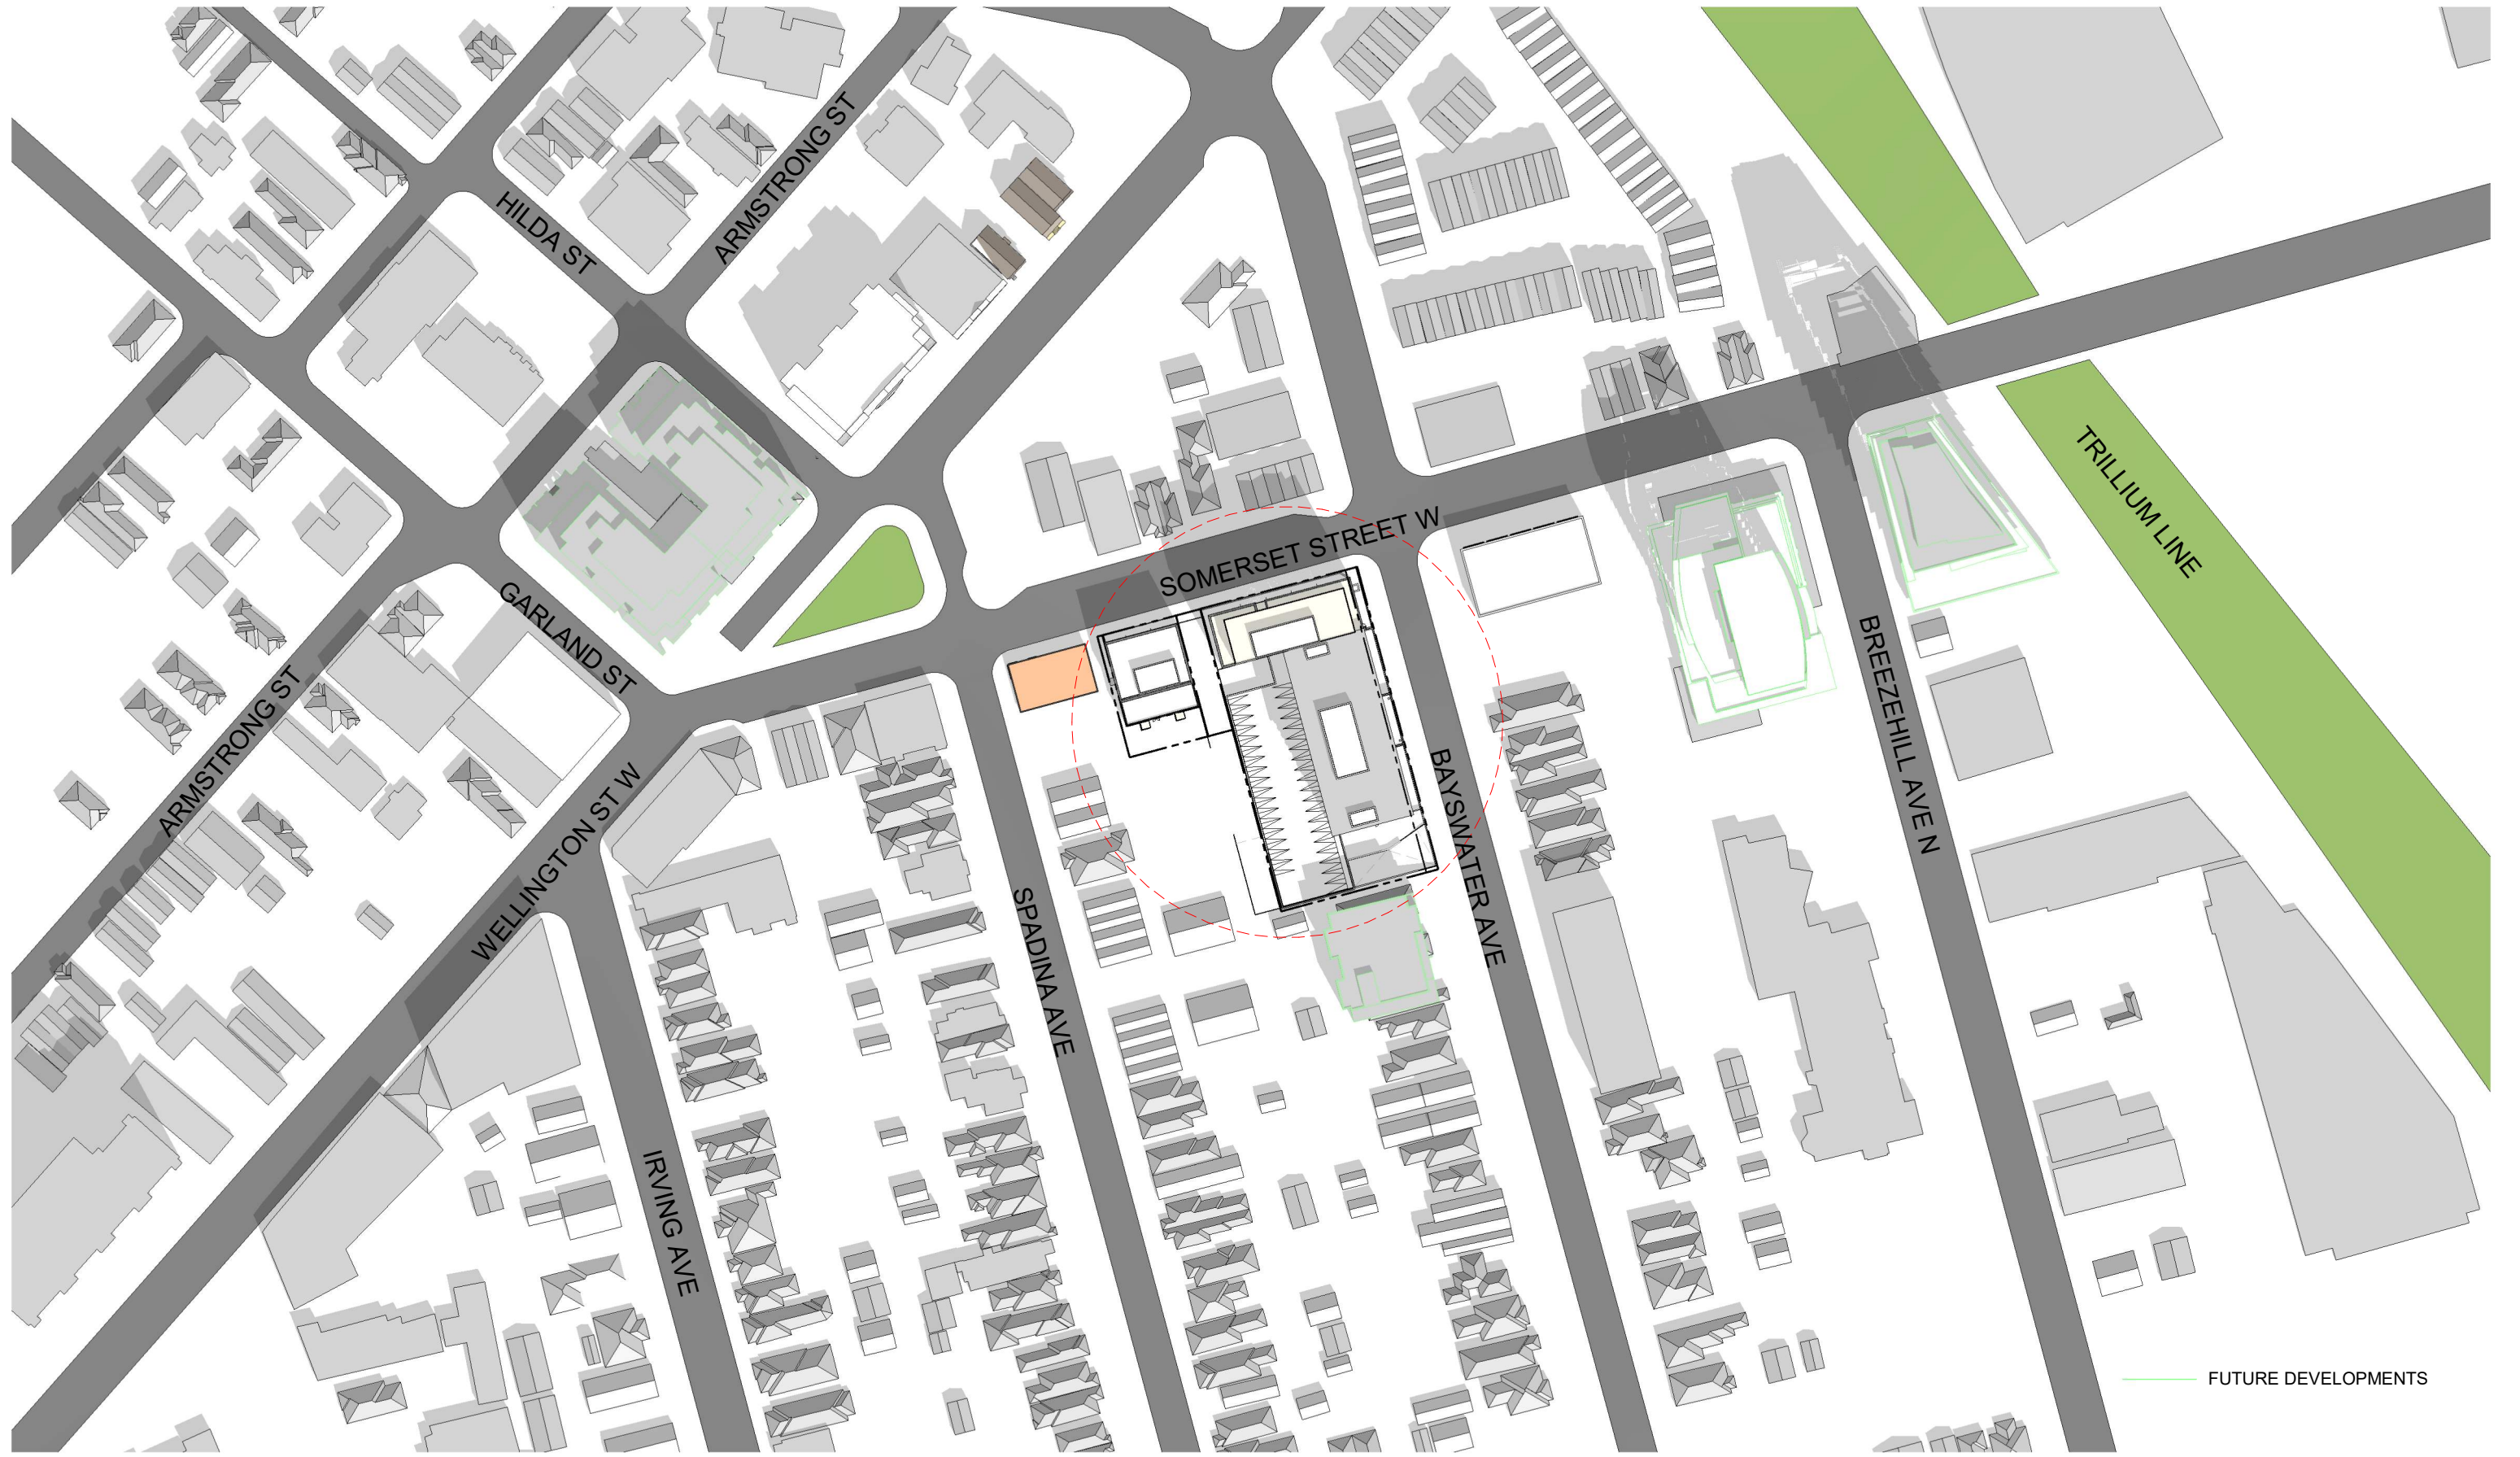 ARMSTRONG ST
HILDA ST
TRILLIUM LINE
SOMERSET STREET W
GARLAND ST
BREEZEHILL AVE N
ARMSTRONG ST
WELLINGTON ST W
BAYSWATER AVE
SPADINA AVE
IRVING AVE
FUTURE DEVELOPMENTS